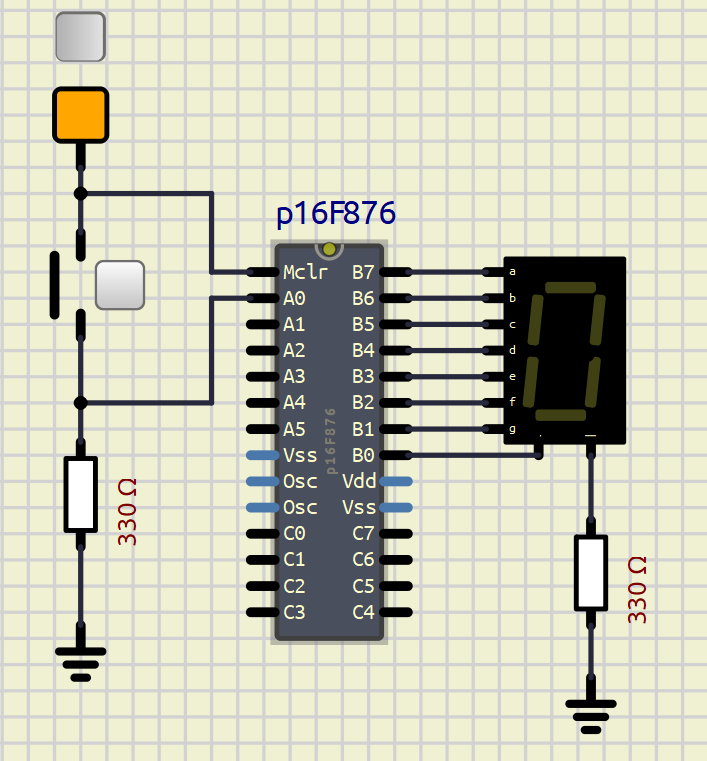 p16F876
Mclr B7 a
A0 B6 b
A1 B5 c
A2 B4 d
A3 B3 e
A4 B2 f
A5 B1 g
Vss B0
Osc Vdd
Osc Vss
C0 C7
C1 C6
C2 C5
C3 C4
p16F876
330 Ω
330 Ω